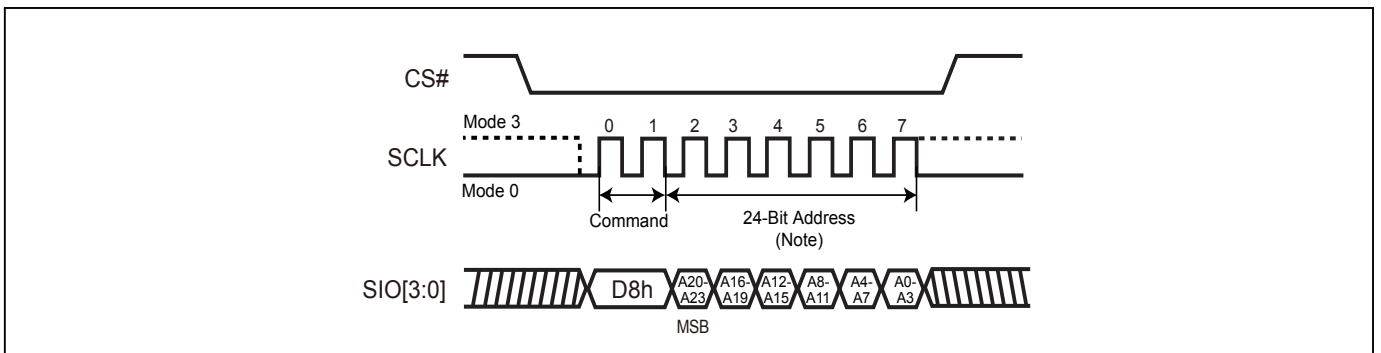 CS#
Mode 3
0 1 2 3 4 5 6 7
SCLK
Mode 0
Command
24-Bit Address
(Note)
SIO[3:0]
D8h
A20-
A23
A16-
A19
A12-
A15
A8-
A11
A4-
A7
A0-
A3
MSB